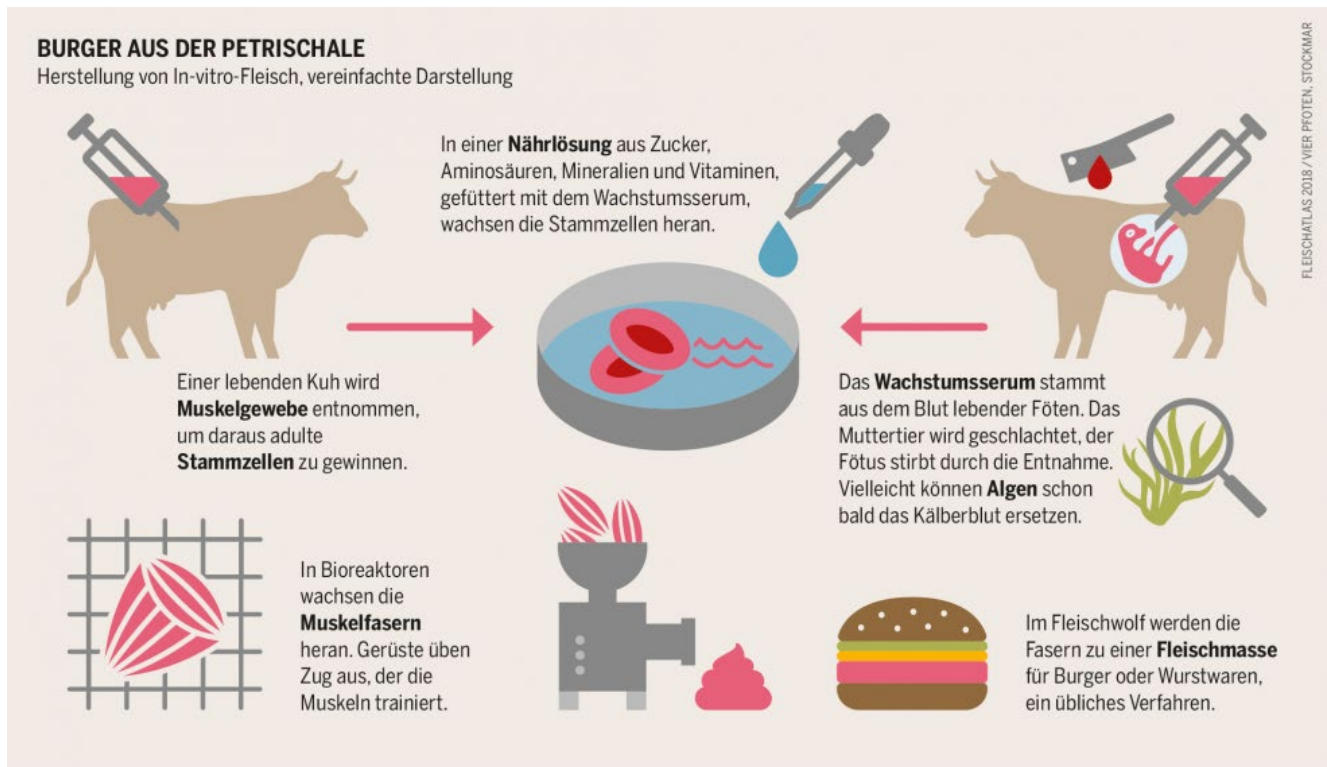 BURGER AUS DER PETRISCHALE
Herstellung von In-vitro-Fleisch, vereinfachte Darstellung
In einer Nährlösung aus Zucker,
Aminosäuren, Mineralien und Vitaminen,
gefüttert mit dem Wachstumsserum,
wachsen die Stammzellen heran.
Einer lebenden Kuh wird
Muskelgewebe entnommen,
um daraus adulte
Stammzellen zu gewinnen.
Das Wachstumsserum stammt
aus dem Blut lebender Föten. Das
Muttertier wird geschlachtet, der
Fötus stirbt durch die Entnahme.
Vielleicht können Algen schon
bald das Kälberblut ersetzen.
In Bioreaktoren
wachsen die
Muskelfasern
heran. Gerüste üben
Zug aus, der die
Muskeln trainiert.
Im Fleischwolf werden die
Fasern zu einer Fleischmasse
für Burger oder Wurstwaren,
ein übliches Verfahren.
FLEISCHATLAS 2018 / VIER PFOTEN, STOCKMAR